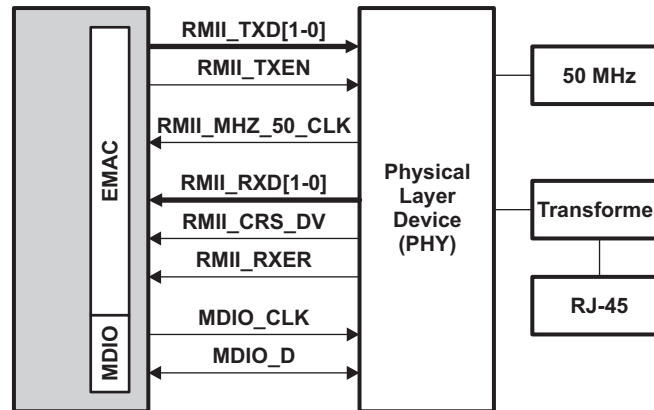 RMII_TXD[1-0]
RMII_TXEN
RMII_MHZ_50_CLK
RMII_RXD[1-0]
RMII_CRS_DV
RMII_RXER
MDIO_CLK
MDIO_D
EMAC
MDIO
Physical
Layer
Device
(PHY)
50 MHz
Transforme
RJ-45